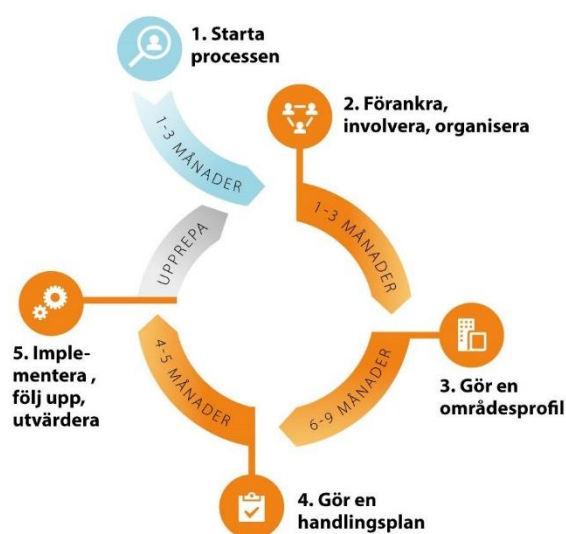 1. Starta
processen
1-3 MÅNADER
2. Förankra,
involvera, organisera
1-3 MÅNADER
3. Gör en
områdesprofil
6-9 MÅNADER
4. Gör en
handlingsplan
4-5 MÅNADER
5. Imple-
mentera ,
följ upp,
utvärdera
UPPREPA